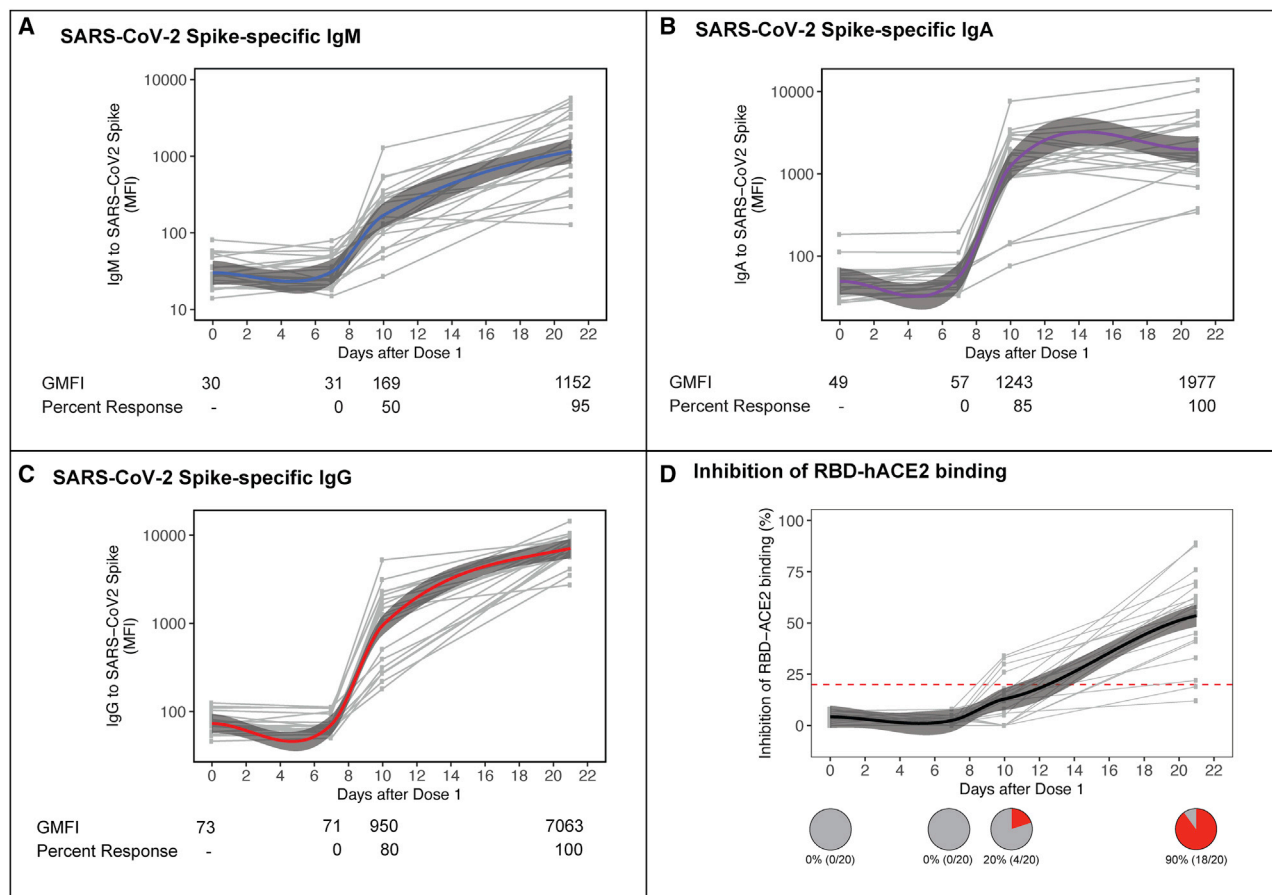 A
SARS-CoV-2 Spike-specific IgM
IgM to SARS−CoV2 Spike
(MFI)
10000
1000
100
10
0 2 4 6 8 10 12 14 16 18 20 22
Days after Dose 1
GMFI 30 31 169 1152
Percent Response - 0 50 95
B
SARS-CoV-2 Spike-specific IgA
IgA to SARS−CoV2 Spike
(MFI)
10000
1000
100
0 2 4 6 8 10 12 14 16 18 20 22
Days after Dose 1
GMFI 49 57 1243 1977
Percent Response - 0 85 100
C
SARS-CoV-2 Spike-specific IgG
IgG to SARS−CoV2 Spike
(MFI)
10000
1000
100
0 2 4 6 8 10 12 14 16 18 20 22
Days after Dose 1
GMFI 73 71 950 7063
Percent Response - 0 80 100
D
Inhibition of RBD-hACE2 binding
Inhibition of RBD−ACE2 binding (%)
100
75
50
25
0
0 2 4 6 8 10 12 14 16 18 20 22
Days after Dose 1
0% (0/20) 0% (0/20) 20% (4/20) 90% (18/20)